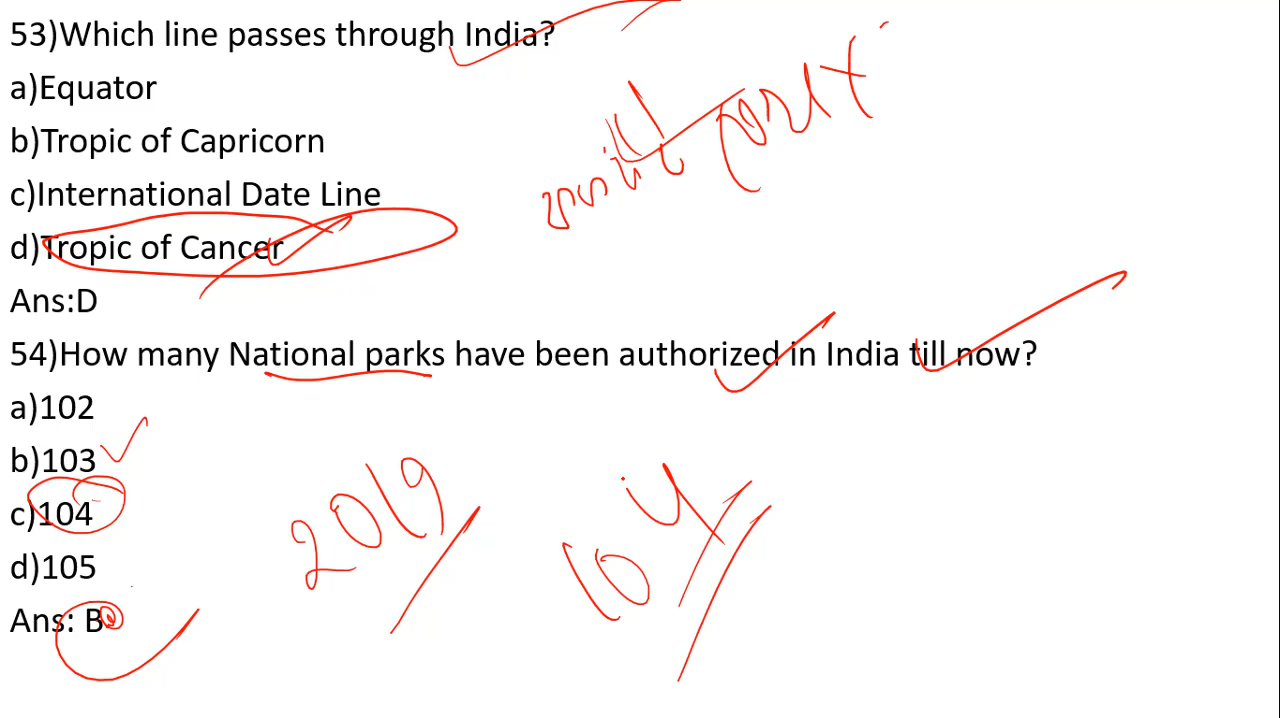 53)Which line passes through India?
a)Equator
b)Tropic of Capricorn
c)International Date Line
d)Tropic of Cancer
Ans:D
54)How many National parks have been authorized in India till now?
a)102
b)103
c)104
d)105
Ans: B
2019
104